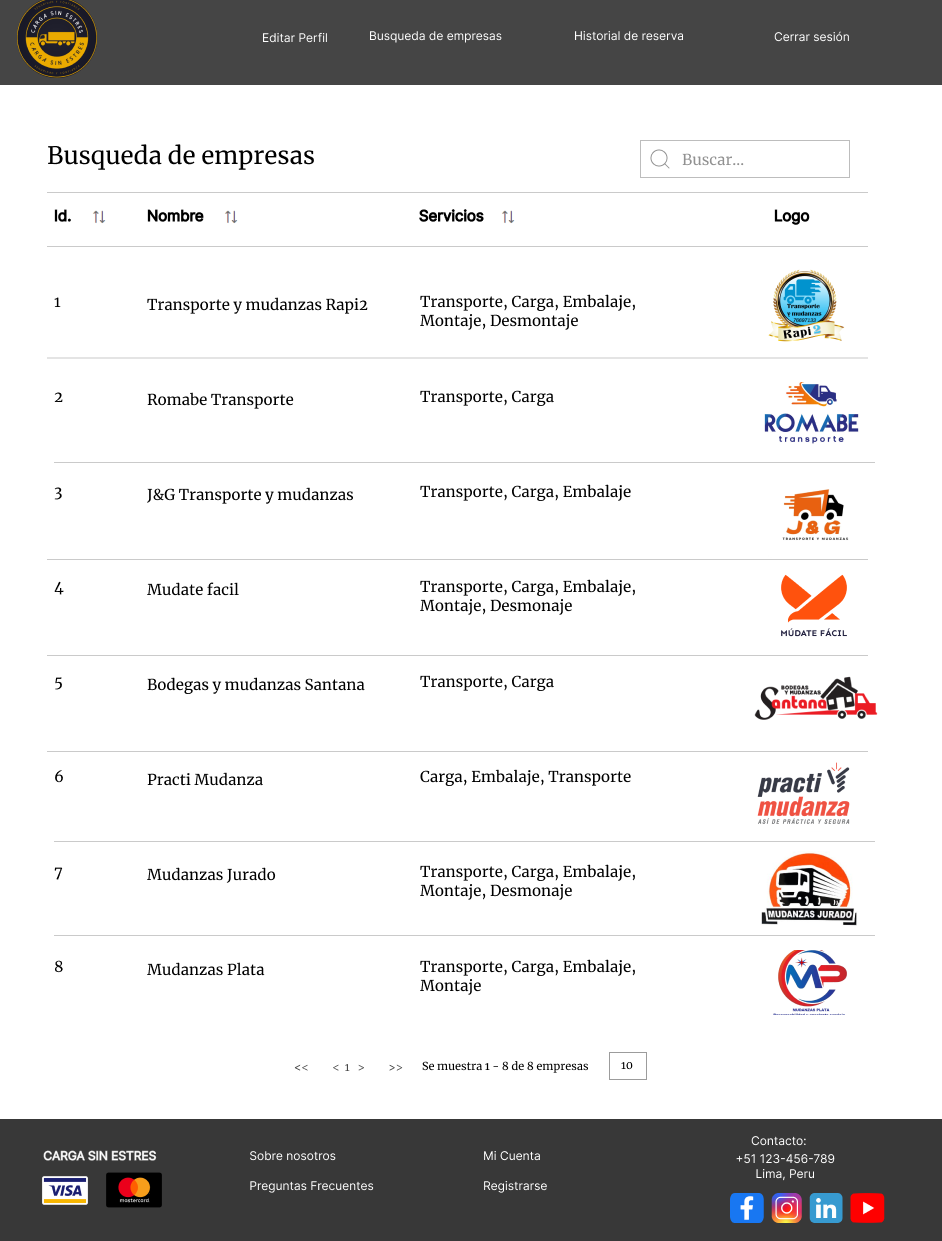 CARGA SIN ESTRES
CARGA SIN ESTRES
Editar Perfil
Busqueda de empresas
Historial de reserva
Cerrar sesión
Busqueda de empresas
Buscar...
Id.
Nombre
Servicios
Logo
1
Transporte y mudanzas Rapi2
Transporte, Carga, Embalaje,
Montaje, Desmontaje
Transporte
y mudanzas
Rapi 2
2
Romabe Transporte
Transporte, Carga
ROMABE
transporte
3
J&G Transporte y mudanzas
Transporte, Carga, Embalaje
J&G
TRANSPORTE Y MUDANZAS
4
Mudate facil
Transporte, Carga, Embalaje,
Montaje, Desmonaje
MÚDATE FÁCIL
5
Bodegas y mudanzas Santana
Transporte, Carga
BODEGAS
Y MUDANZAS
Santana
6
Practi Mudanza
Carga, Embalaje, Transporte
practi
mudanza
ASÍ DE PRÁCTICA Y SEGURA
7
Mudanzas Jurado
Transporte, Carga, Embalaje,
Montaje, Desmonaje
MUDANZAS JURADO
8
Mudanzas Plata
Transporte, Carga, Embalaje,
Montaje
MP
MUDANZAS PLATA
<< < 1 > >> Se muestra 1 - 8 de 8 empresas 10
CARGA SIN ESTRES
VISA
mastercard
Sobre nosotros
Preguntas Frecuentes
Mi Cuenta
Registrarse
Contacto:
+51 123-456-789
Lima, Peru
f
in